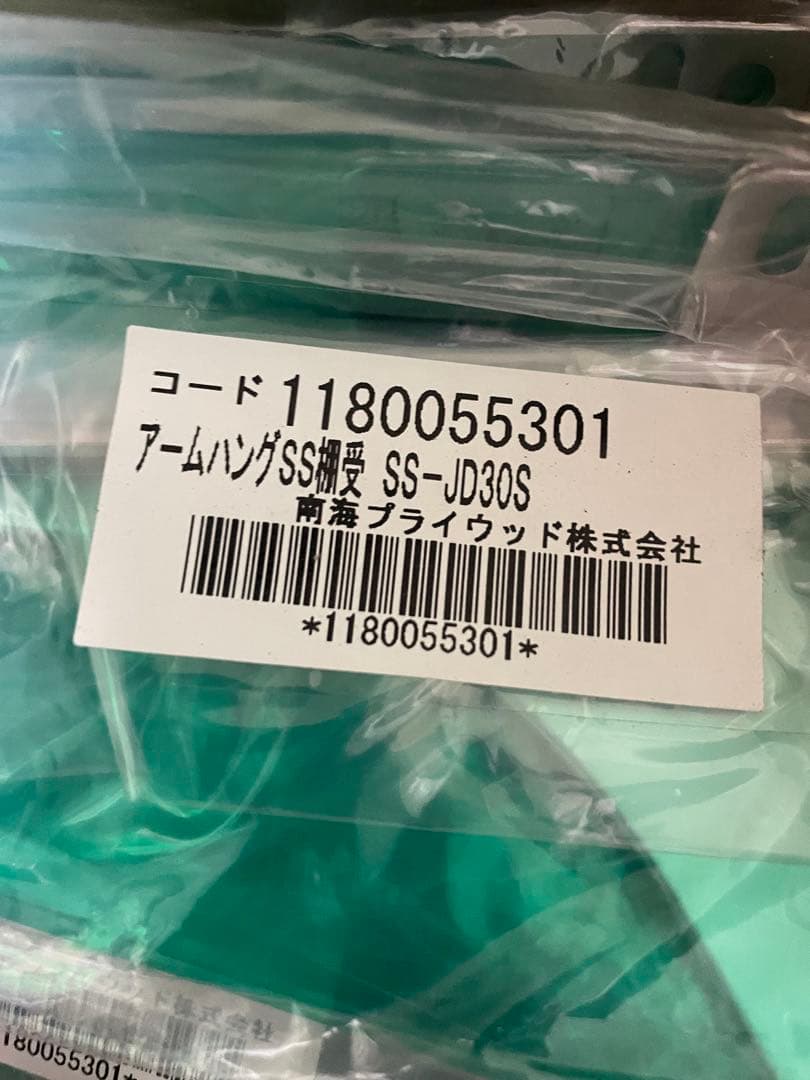 コード 1180055301
アームハングSS棚受 SS-JD30S
南海プライウッド株式会社
*1180055301*
180055301*